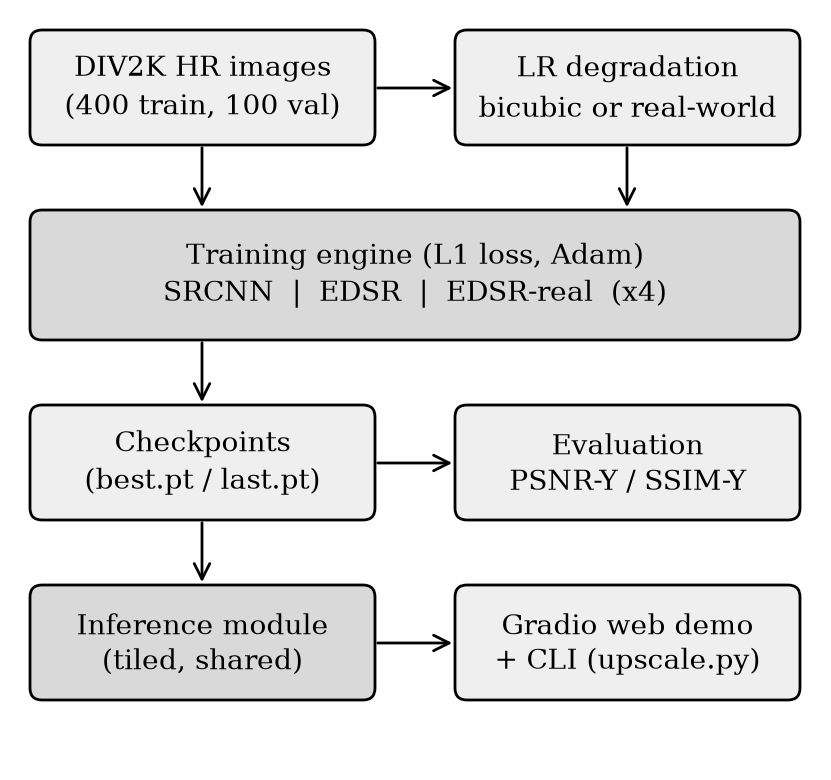 DIV2K HR images
(400 train, 100 val)
LR degradation
bicubic or real-world
Training engine (L1 loss, Adam)
SRCNN | EDSR | EDSR-real (x4)
Checkpoints
(best.pt / last.pt)
Evaluation
PSNR-Y / SSIM-Y
Inference module
(tiled, shared)
Gradio web demo
+ CLI (upscale.py)